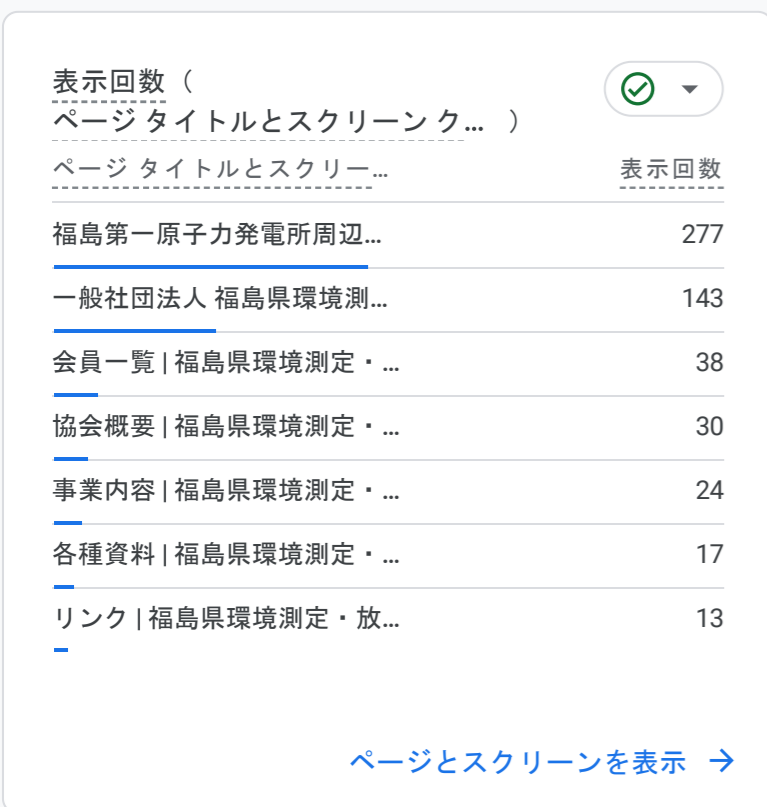 表示回数（
ページ タイトルとスクリーン ク... ）
ページ タイトルとスクリー... 表示回数
福島第一原子力発電所周辺... 277
一般社団法人 福島県環境測... 143
会員一覧 | 福島県環境測定・... 38
協会概要 | 福島県環境測定・... 30
事業内容 | 福島県環境測定・... 24
各種資料 | 福島県環境測定・... 17
リンク | 福島県環境測定・放... 13
ページとスクリーンを表示 →